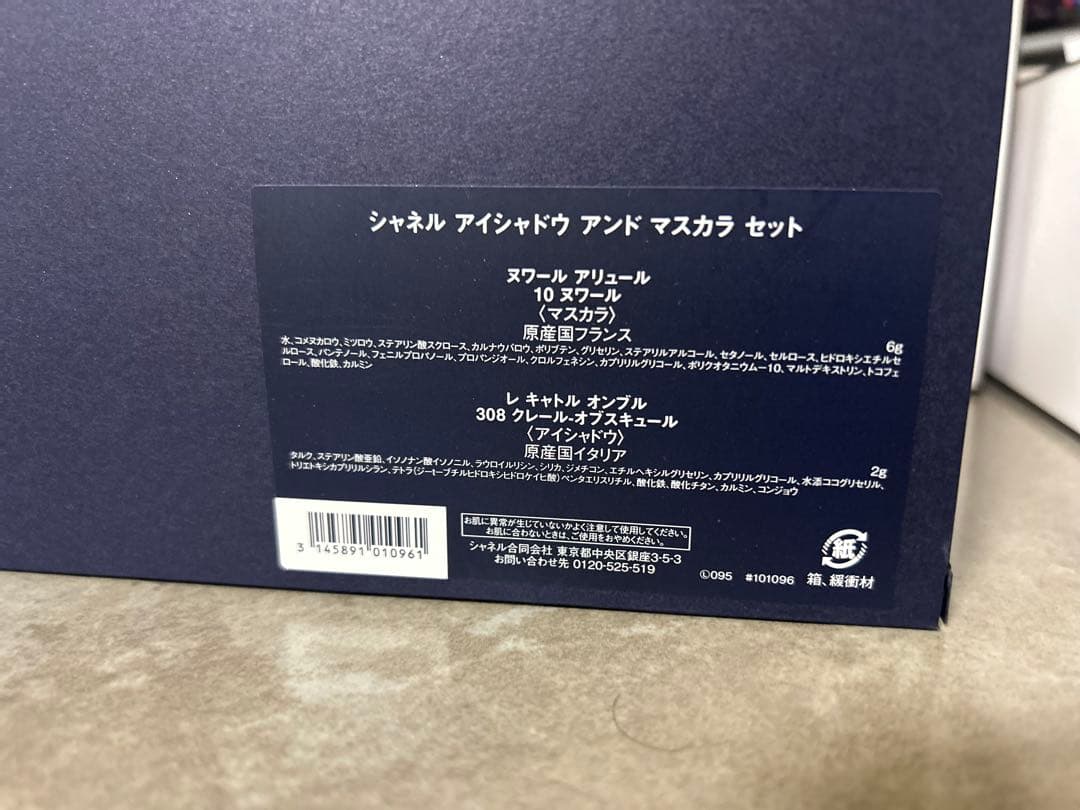 シャネル アイシャドウ アンド マスカラ セット
ヌワール アリュール
10 ヌワール
〈マスカラ〉
原産国フランス
6g
水、コメヌカロウ、ミツロウ、ステアリン酸スクロース、カルナウバロウ、ポリブテン、グリセリン、ステアリルアルコール、セタノール、セルロース、ヒドロキシエチルセ
ルロース、パンテノール、フェニルプロパノール、プロパンジオール、クロルフェネシン、カプリリルグリコール、ポリクオタニウム－10、マルトデキストリン、トコフェ
ロール、酸化鉄、カルミン
レ キャトル オンブル
308 クレール-オブスキュール
〈アイシャドウ〉
原産国イタリア
2g
タルク、ステアリン酸亜鉛、イソノナン酸イソノニル、ラウロイルリシン、シリカ、ジメチコン、エチルヘキシルグリセリン、カプリリルグリコール、水添ココグリセリル、
トリエトキシカプリリルシラン、テトラ（ジーtーブチルヒドロキシヒドロケイヒ酸）ペンタエリスリチル、酸化鉄、酸化チタン、カルミン、コンジョウ
3 145891 010961
お肌に異常が生じていないかよく注意して使用してください。
お肌に合わないときは、ご使用をおやめください。
シャネル合同会社 東京都中央区銀座3-5-3
お問い合わせ先 0120-525-519
Ⓛ095 #101096
紙
箱、緩衝材